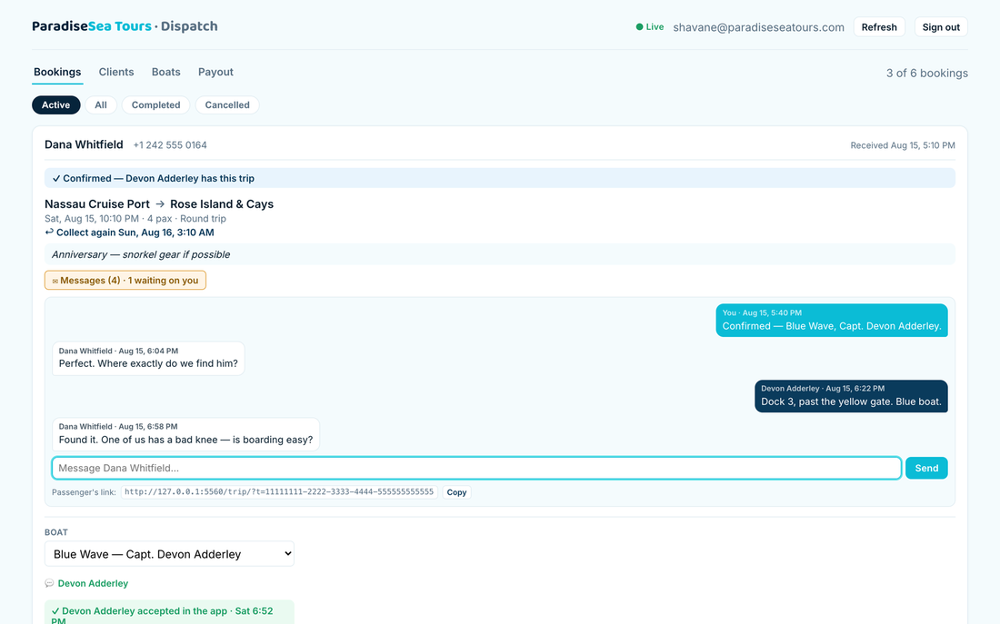 ParadiseSea Tours · Dispatch
● Live shavane@paradiseseatours.com Refresh Sign out
Bookings Clients Boats Payout
3 of 6 bookings
Active All Completed Cancelled
Dana Whitfield +1 242 555 0164
Received Aug 15, 5:10 PM
✓ Confirmed — Devon Adderley has this trip
Nassau Cruise Port → Rose Island & Cays
Sat, Aug 15, 10:10 PM · 4 pax · Round trip
↩ Collect again Sun, Aug 16, 3:10 AM
Anniversary — snorkel gear if possible
✉ Messages (4) · 1 waiting on you
You · Aug 15, 5:40 PM
Confirmed — Blue Wave, Capt. Devon Adderley.
Dana Whitfield · Aug 15, 6:04 PM
Perfect. Where exactly do we find him?
Devon Adderley · Aug 15, 6:22 PM
Dock 3, past the yellow gate. Blue boat.
Dana Whitfield · Aug 15, 6:58 PM
Found it. One of us has a bad knee — is boarding easy?
Message Dana Whitfield... Send
Passenger's link: http://127.0.0.1:5560/trip/?t=11111111-2222-3333-4444-555555555555 Copy
BOAT
Blue Wave — Capt. Devon Adderley
💬 Devon Adderley
✓ Devon Adderley accepted in the app · Sat 6:52
PM